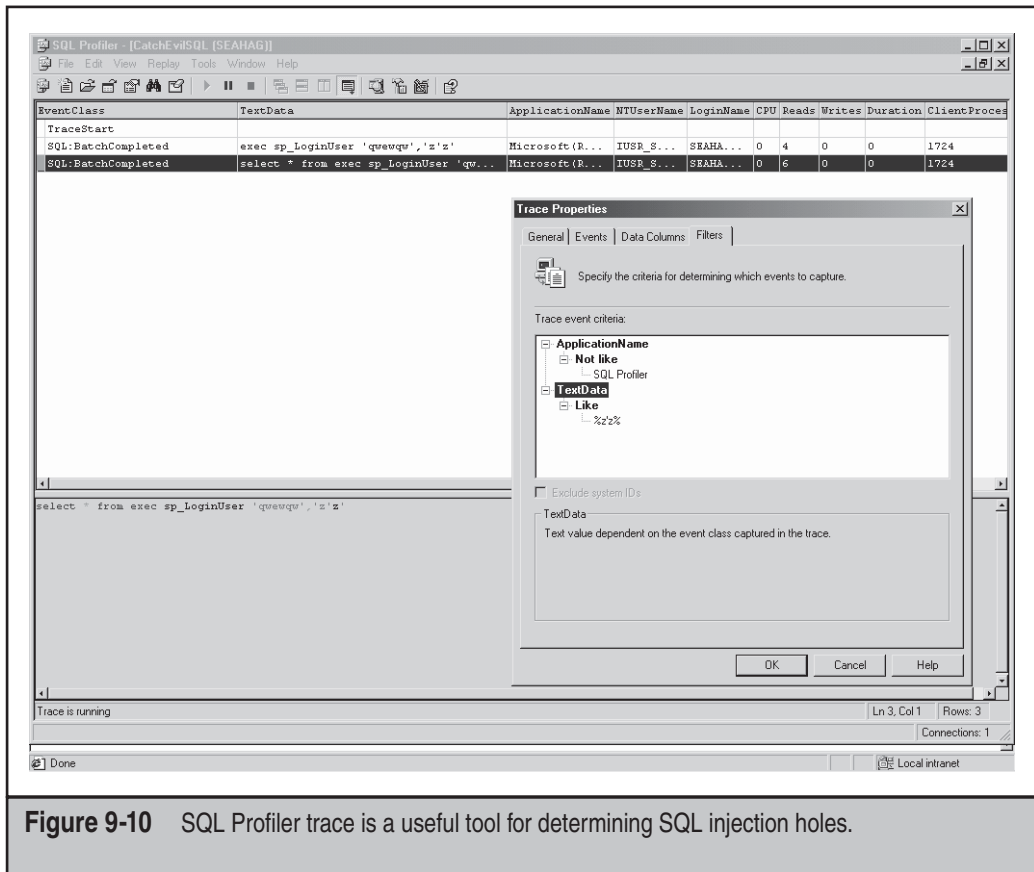 SQL Profiler - [CatchEvilSQL (SEAHAG)]
File Edit View Replay Tools Window Help
EventClass TextData ApplicationName NTUserName LoginName CPU Reads Writes Duration ClientProces
TraceStart
SQL:BatchCompleted exec sp_LoginUser 'qwewqw','z'z' Microsoft(R... IUSR_S... SEAHA... 0 4 0 0 1724
SQL:BatchCompleted select * from exec sp_LoginUser 'qw... Microsoft(R... IUSR_S... SEAHA... 0 6 0 0 1724
Trace Properties
General Events Data Columns Filters
Specify the criteria for determining which events to capture.
Trace event criteria:
ApplicationName
Not like
SQL Profiler
TextData
Like
%z'z%
Exclude system IDs
TextData
Text value dependent on the event class captured in the trace.
OK Cancel Help
select * from exec sp_LoginUser 'qwewqw','z'z'
Trace is running Ln 3, Col 1 Rows: 3
Connections: 1
Done Local intranet
Figure 9-10 SQL Profiler trace is a useful tool for determining SQL injection holes.